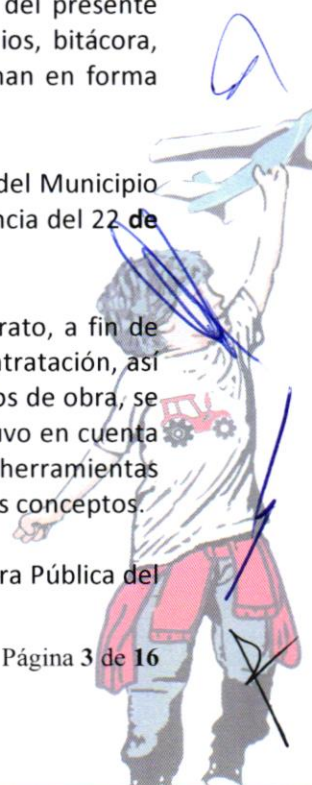 del presente
ios, bitácora,
nan en forma
del Municipio
ncia del 22 de
rato, a fin de
ntratación, así
os de obra, se
uvo en cuenta
herramientas
s conceptos.
ra Pública del
Página 3 de 16